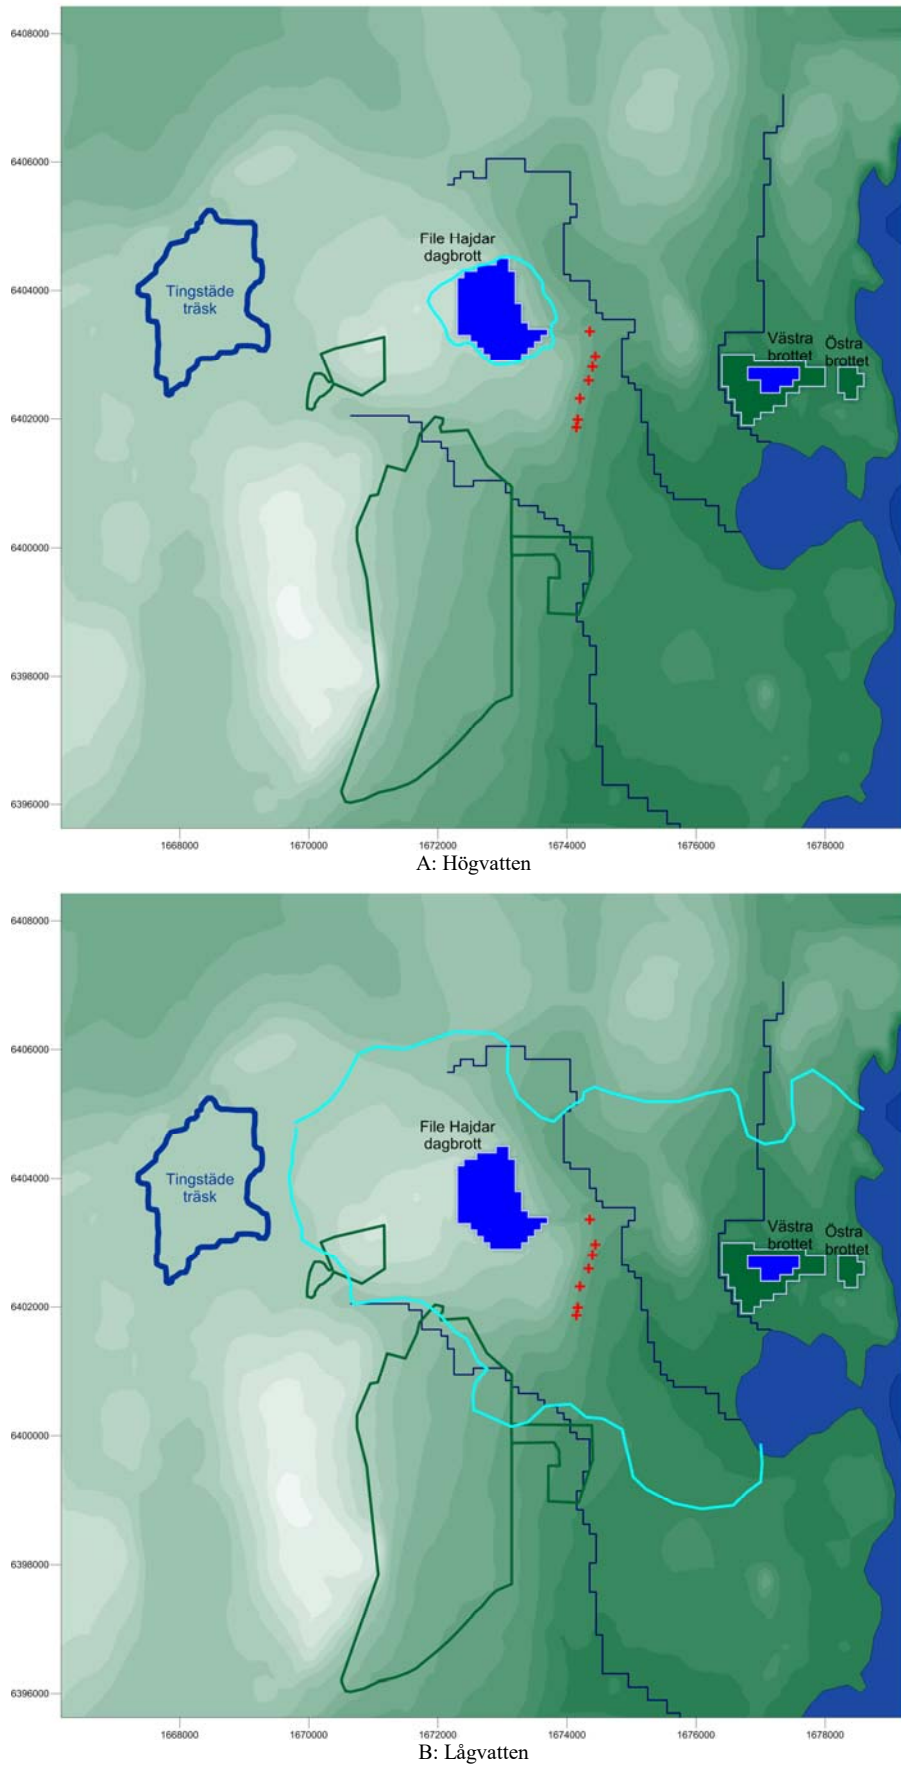 6408000
6406000
File Hajdar
dagbrott
6404000
Tingstäde
träsk
Västra
brottet
Östra
brottet
6402000
6400000
6398000
6396000
1668000 1670000 1672000 1674000 1676000 1678000
A: Högvatten
6408000
6406000
File Hajdar
dagbrott
6404000
Tingstäde
träsk
Västra
brottet
Östra
brottet
6402000
6400000
6398000
6396000
1668000 1670000 1672000 1674000 1676000 1678000
B: Lågvatten